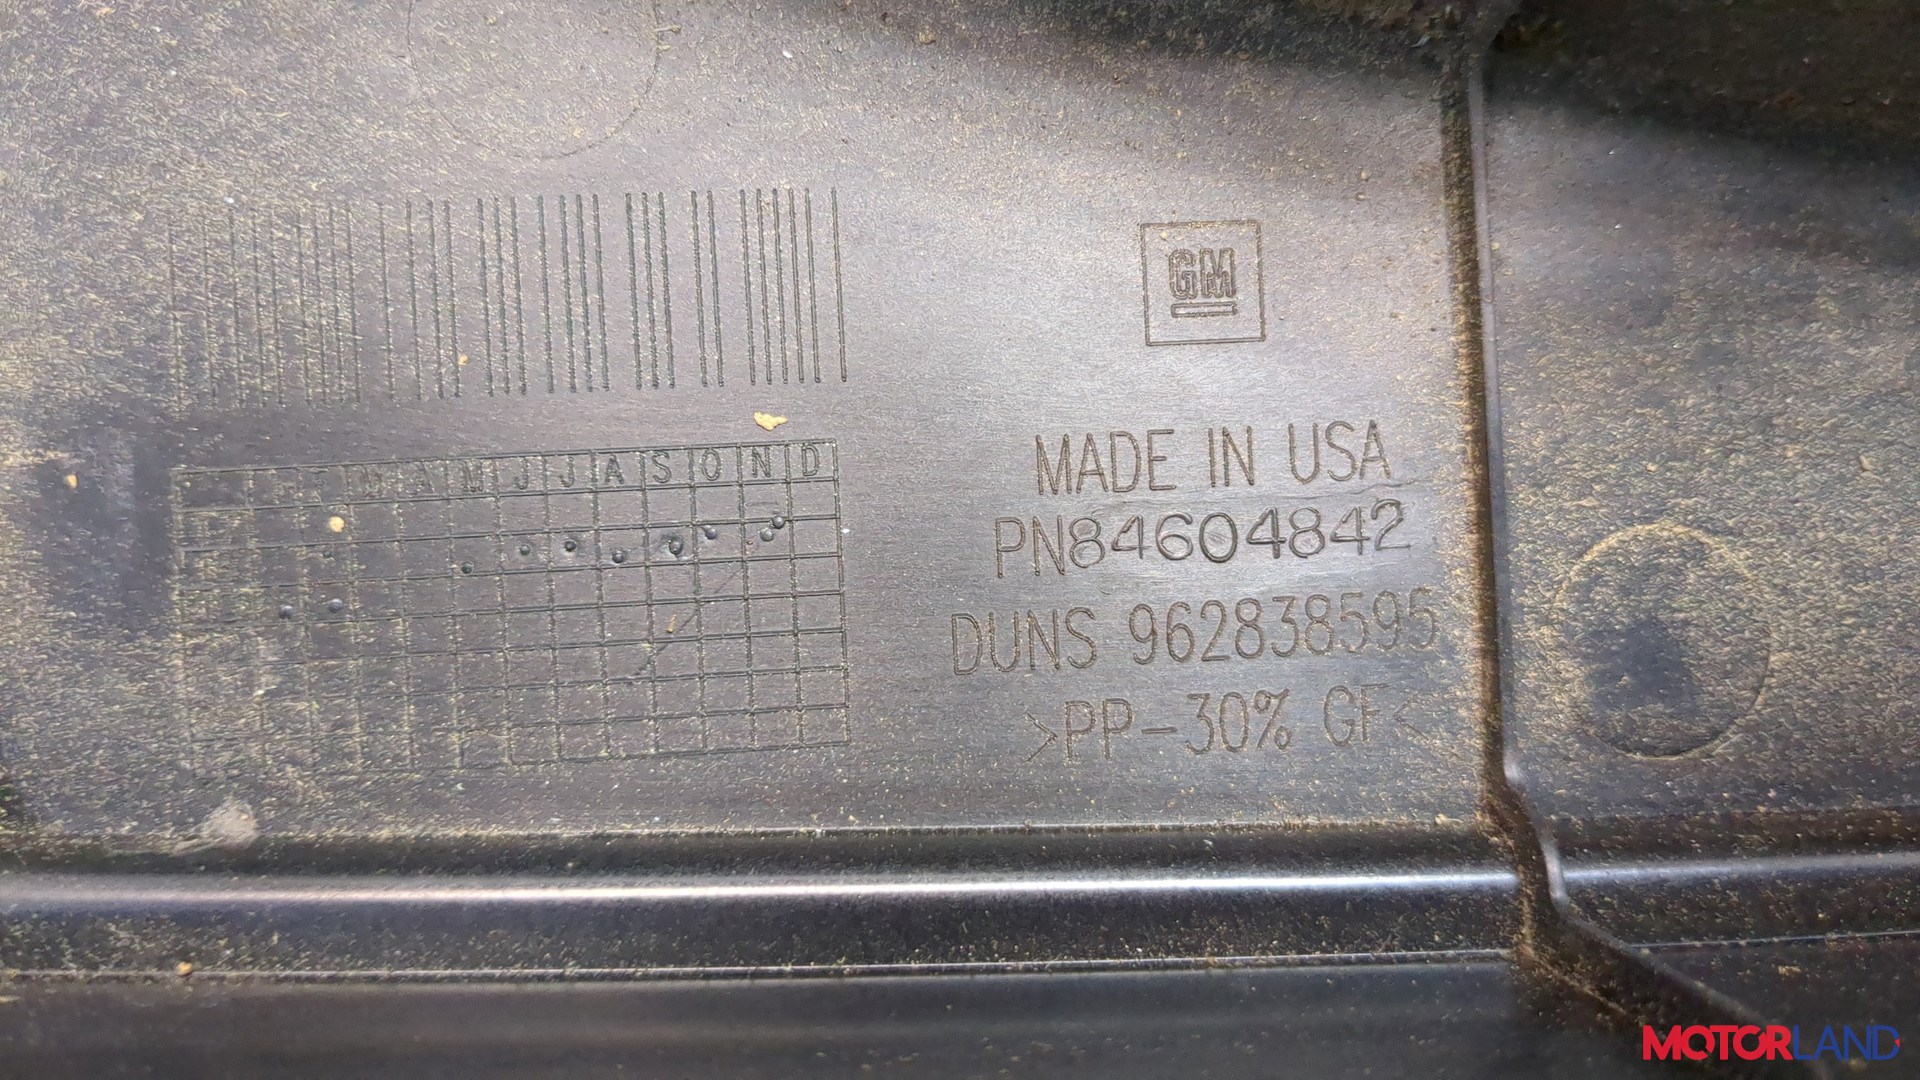 GM
MADE IN USA
J F M A M J J A S O N D
PN84604842
DUNS 962838595
>PP-30% GF<
MOTORLAND